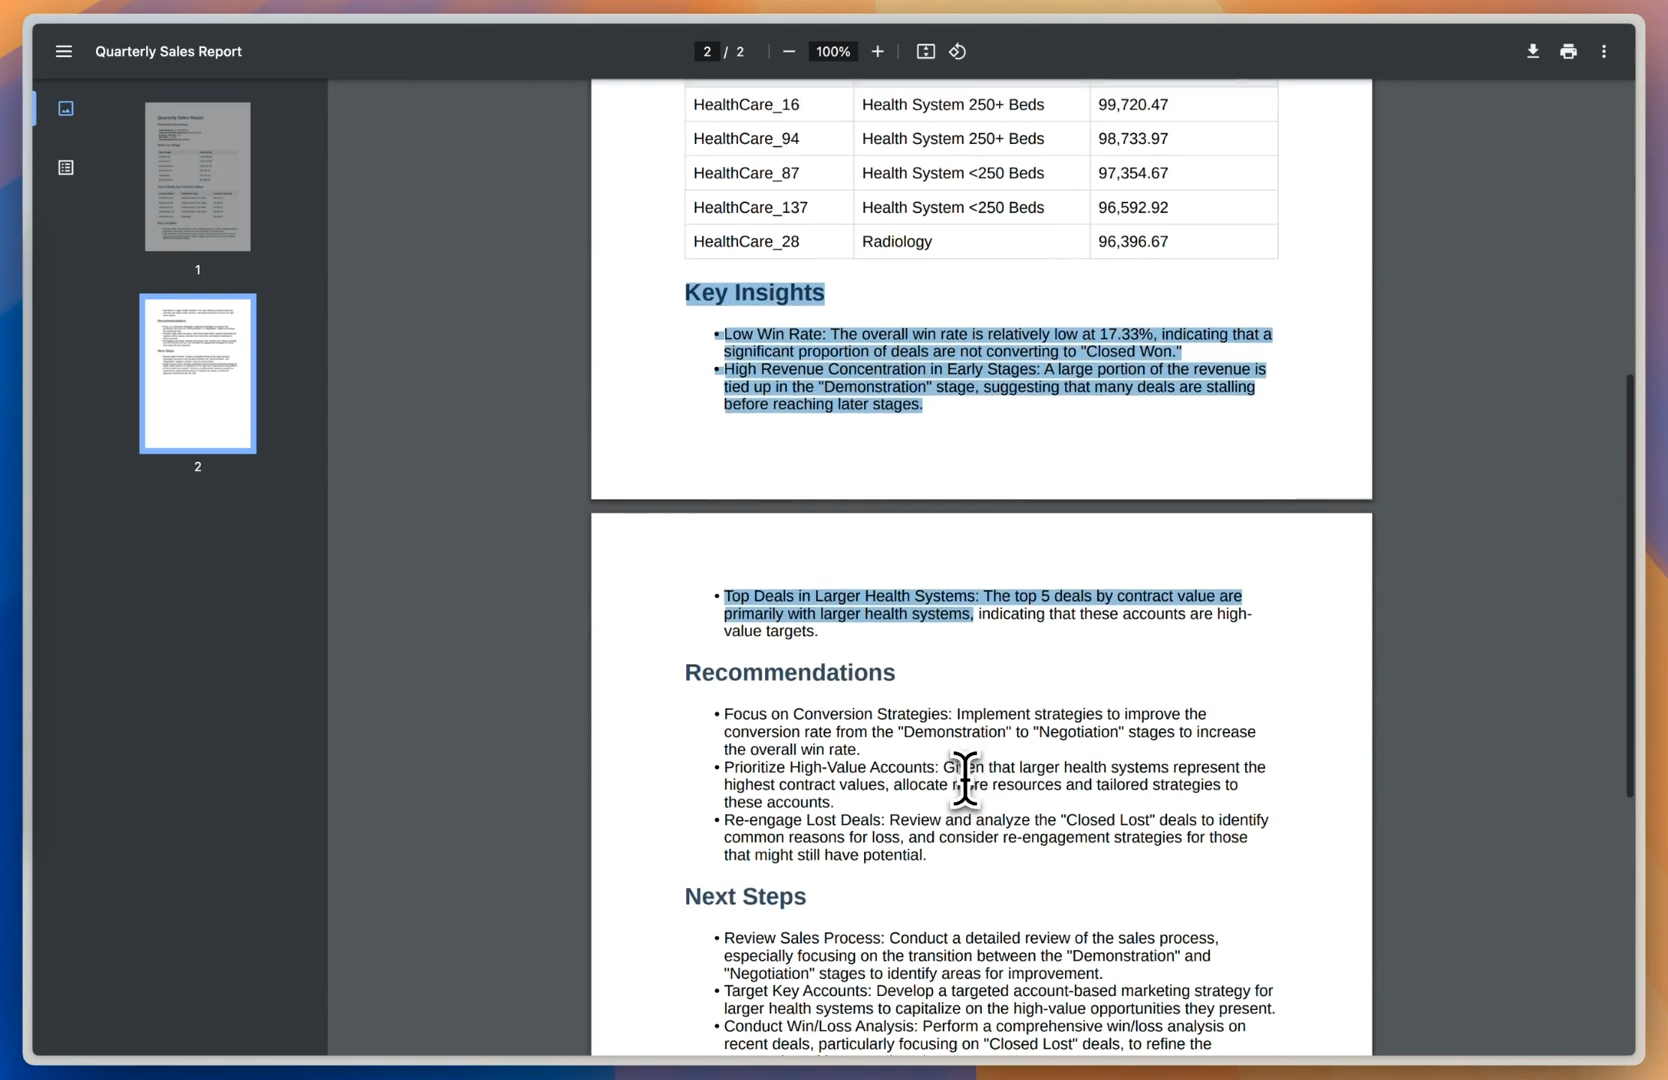 Quarterly Sales Report
2 / 2
100%
1
2
HealthCare_16 Health System 250+ Beds 99,720.47
HealthCare_94 Health System 250+ Beds 98,733.97
HealthCare_87 Health System <250 Beds 97,354.67
HealthCare_137 Health System <250 Beds 96,592.92
HealthCare_28 Radiology 96,396.67
Key Insights
• Low Win Rate: The overall win rate is relatively low at 17.33%, indicating that a
significant proportion of deals are not converting to "Closed Won."
• High Revenue Concentration in Early Stages: A large portion of the revenue is
tied up in the "Demonstration" stage, suggesting that many deals are stalling
before reaching later stages.
• Top Deals in Larger Health Systems: The top 5 deals by contract value are
primarily with larger health systems, indicating that these accounts are high-
value targets.
Recommendations
• Focus on Conversion Strategies: Implement strategies to improve the
conversion rate from the "Demonstration" to "Negotiation" stages to increase
the overall win rate.
• Prioritize High-Value Accounts: Given that larger health systems represent the
highest contract values, allocate more resources and tailored strategies to
these accounts.
• Re-engage Lost Deals: Review and analyze the "Closed Lost" deals to identify
common reasons for loss, and consider re-engagement strategies for those
that might still have potential.
Next Steps
• Review Sales Process: Conduct a detailed review of the sales process,
especially focusing on the transition between the "Demonstration" and
"Negotiation" stages to identify areas for improvement.
• Target Key Accounts: Develop a targeted account-based marketing strategy for
larger health systems to capitalize on the high-value opportunities they present.
• Conduct Win/Loss Analysis: Perform a comprehensive win/loss analysis on
recent deals, particularly focusing on "Closed Lost" deals, to refine the